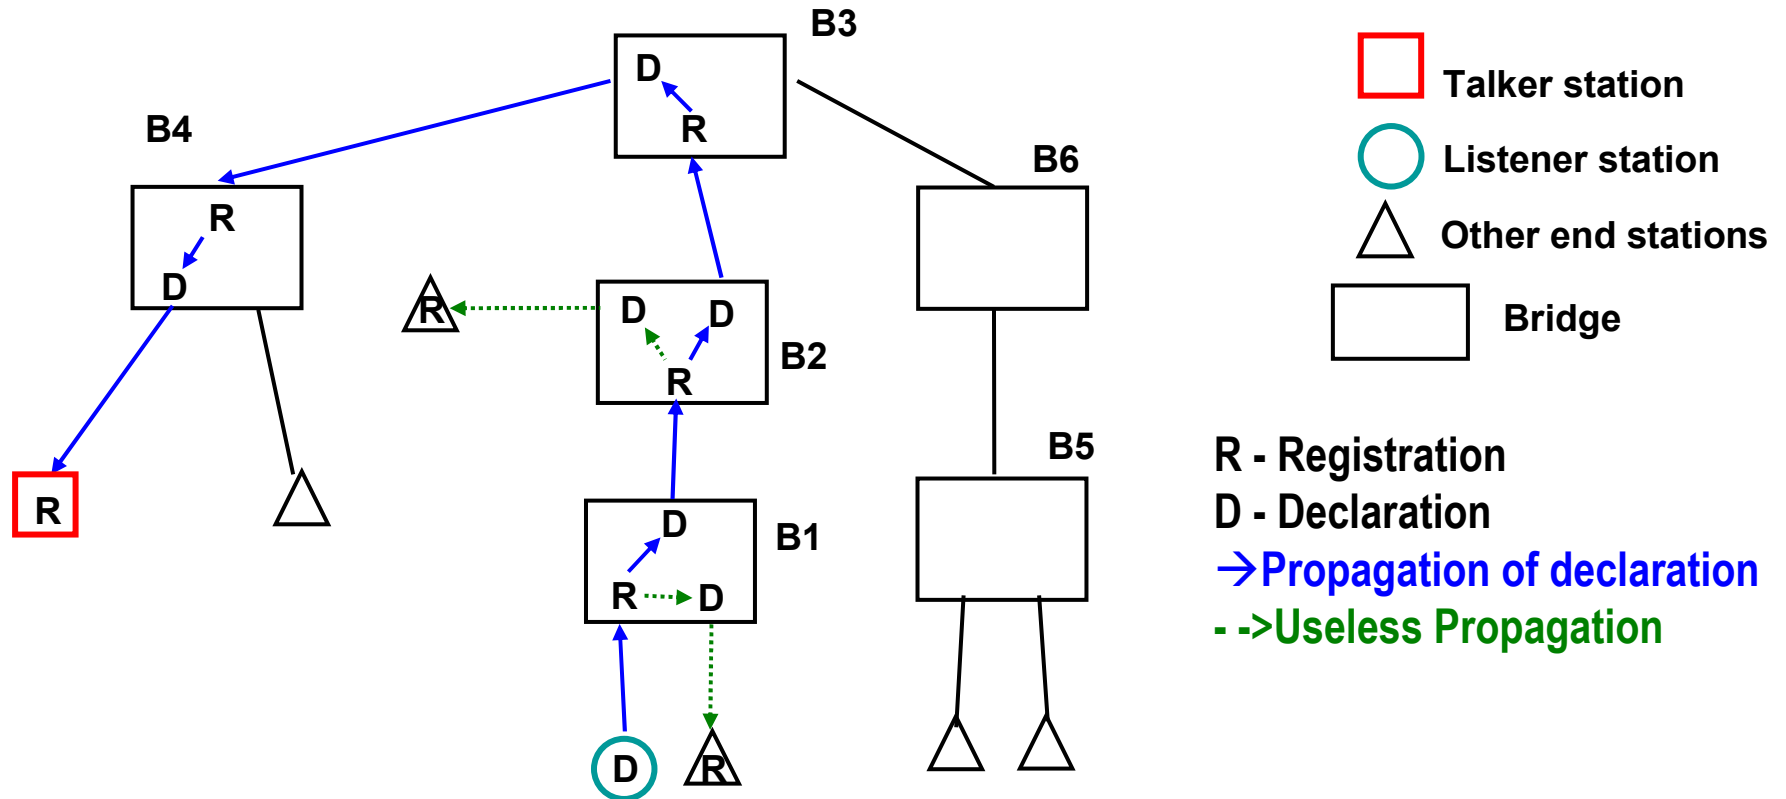 B3
D
R
B4
R
D
R
R
D
D
R
B2
D
R
D
B1
D
R
B6
B5
Talker station
Listener station
Other end stations
Bridge
R - Registration
D - Declaration
→Propagation of declaration
- ->Useless Propagation